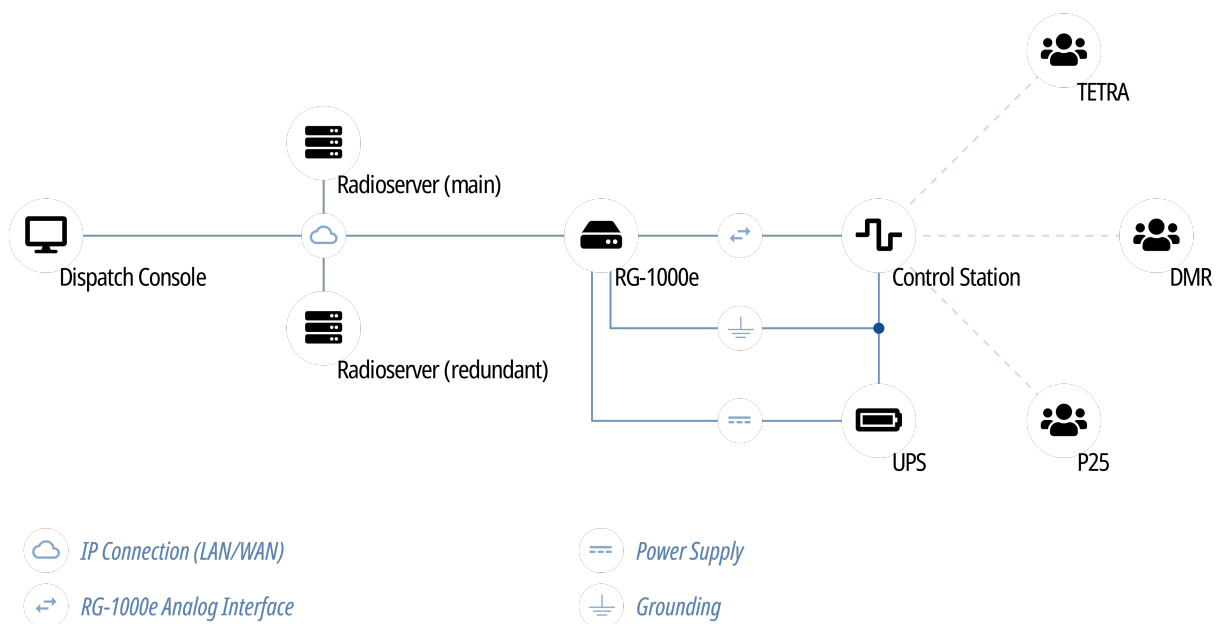 TETRA
Radioserver (main)
Dispatch Console
RG-1000e
Control Station
DMR
Radioserver (redundant)
UPS
P25
IP Connection (LAN/WAN)
Power Supply
RG-1000e Analog Interface
Grounding